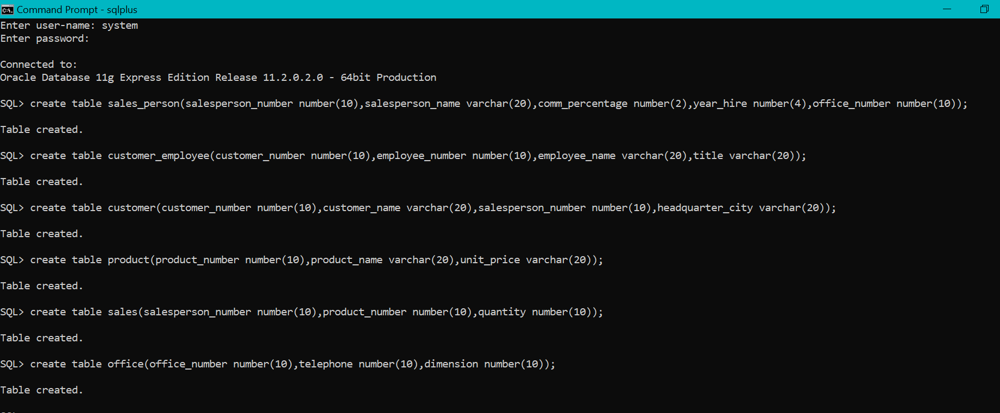 Command Prompt - sqlplus
Enter user-name: system
Enter password:
Connected to:
Oracle Database 11g Express Edition Release 11.2.0.2.0 - 64bit Production
SQL> create table sales_person(salesperson_number number(10),salesperson_name varchar(20),comm_percentage number(2),year_hire number(4),office_number number(10));
Table created.
SQL> create table customer_employee(customer_number number(10),employee_number number(10),employee_name varchar(20),title varchar(20));
Table created.
SQL> create table customer(customer_number number(10),customer_name varchar(20),salesperson_number number(10),headquarter_city varchar(20));
Table created.
SQL> create table product(product_number number(10),product_name varchar(20),unit_price varchar(20));
Table created.
SQL> create table sales(salesperson_number number(10),product_number number(10),quantity number(10));
Table created.
SQL> create table office(office_number number(10),telephone number(10),dimension number(10));
Table created.